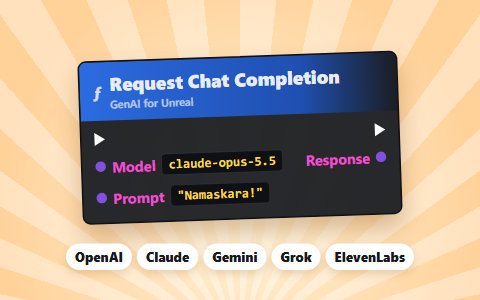 ƒ Request Chat Completion
GenAI for Unreal
Model claude-opus-5.5
Response
Prompt "Namaskara!"
OpenAI Claude Gemini Grok ElevenLabs